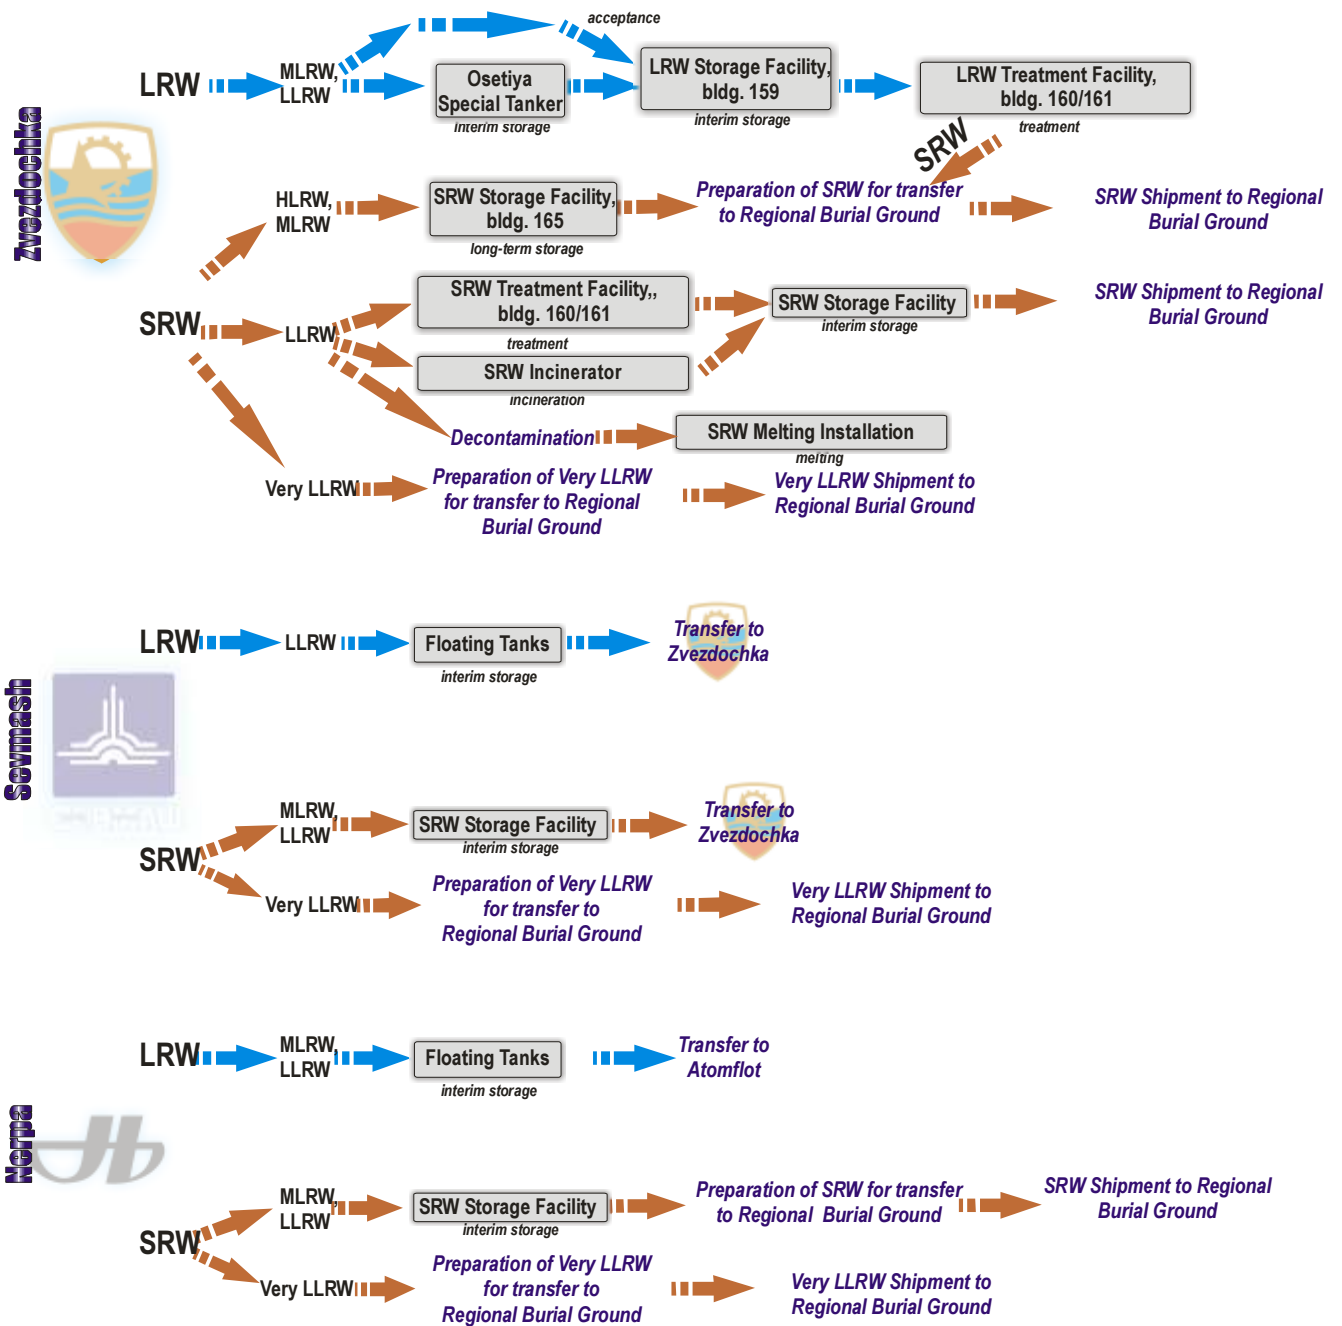 Zvezdochka
acceptance
LRW
MLRW,
LLRW
Osetiya
Special Tanker
interim storage
LRW Storage Facility,
bldg. 159
interim storage
LRW Treatment Facility,
bldg. 160/161
treatment
SRW
HLRW,
MLRW
SRW Storage Facility,
bldg. 165
long-term storage
Preparation of SRW for transfer
to Regional Burial Ground
SRW Shipment to Regional
Burial Ground
SRW
LLRW
SRW Treatment Facility,,
bldg. 160/161
treatment
SRW Incinerator
incineration
SRW Storage Facility
interim storage
SRW Shipment to Regional
Burial Ground
Decontamination
SRW Melting Installation
melting
Very LLRW
Preparation of Very LLRW
for transfer to Regional
Burial Ground
Very LLRW Shipment to
Regional Burial Ground
Sevmash
LRW
LLRW
Floating Tanks
interim storage
Transfer to
Zvezdochka
SRW
MLRW,
LLRW
SRW Storage Facility
interim storage
Transfer to
Zvezdochka
Very LLRW
Preparation of Very LLRW
for transfer to
Regional Burial Ground
Very LLRW Shipment to
Regional Burial Ground
Nerpa
LRW
MLRW,
LLRW
Floating Tanks
interim storage
Transfer to
Atomflot
SRW
MLRW,
LLRW
SRW Storage Facility
interim storage
Preparation of SRW for transfer
to Regional Burial Ground
SRW Shipment to Regional
Burial Ground
Very LLRW
Preparation of Very LLRW
for transfer to
Regional Burial Ground
Very LLRW Shipment to
Regional Burial Ground